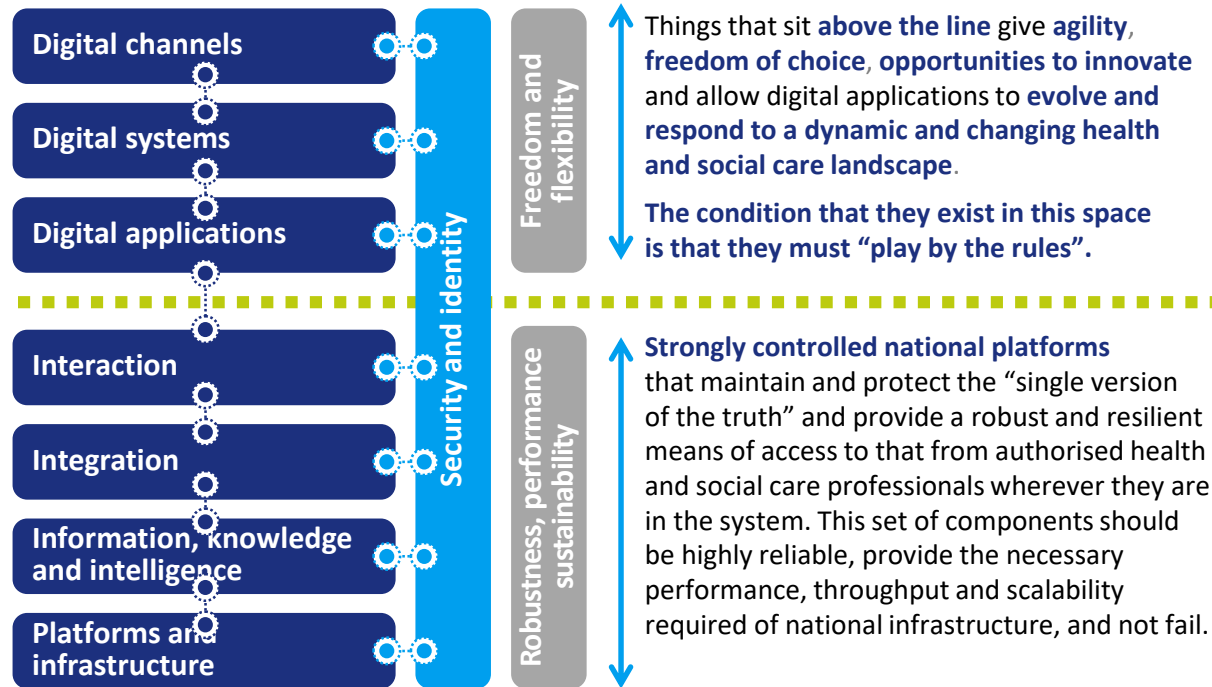 Digital channels
Digital systems
Digital applications
Interaction
Integration
Information, knowledge
and intelligence
Platforms and
infrastructure
Security and identity
Freedom and
flexibility
Robustness, performance
sustainability
Things that sit above the line give agility,
freedom of choice, opportunities to innovate
and allow digital applications to evolve and
respond to a dynamic and changing health
and social care landscape.
The condition that they exist in this space
is that they must “play by the rules”.
Strongly controlled national platforms
that maintain and protect the “single version
of the truth” and provide a robust and resilient
means of access to that from authorised health
and social care professionals wherever they are
in the system. This set of components should
be highly reliable, provide the necessary
performance, throughput and scalability
required of national infrastructure, and not fail.